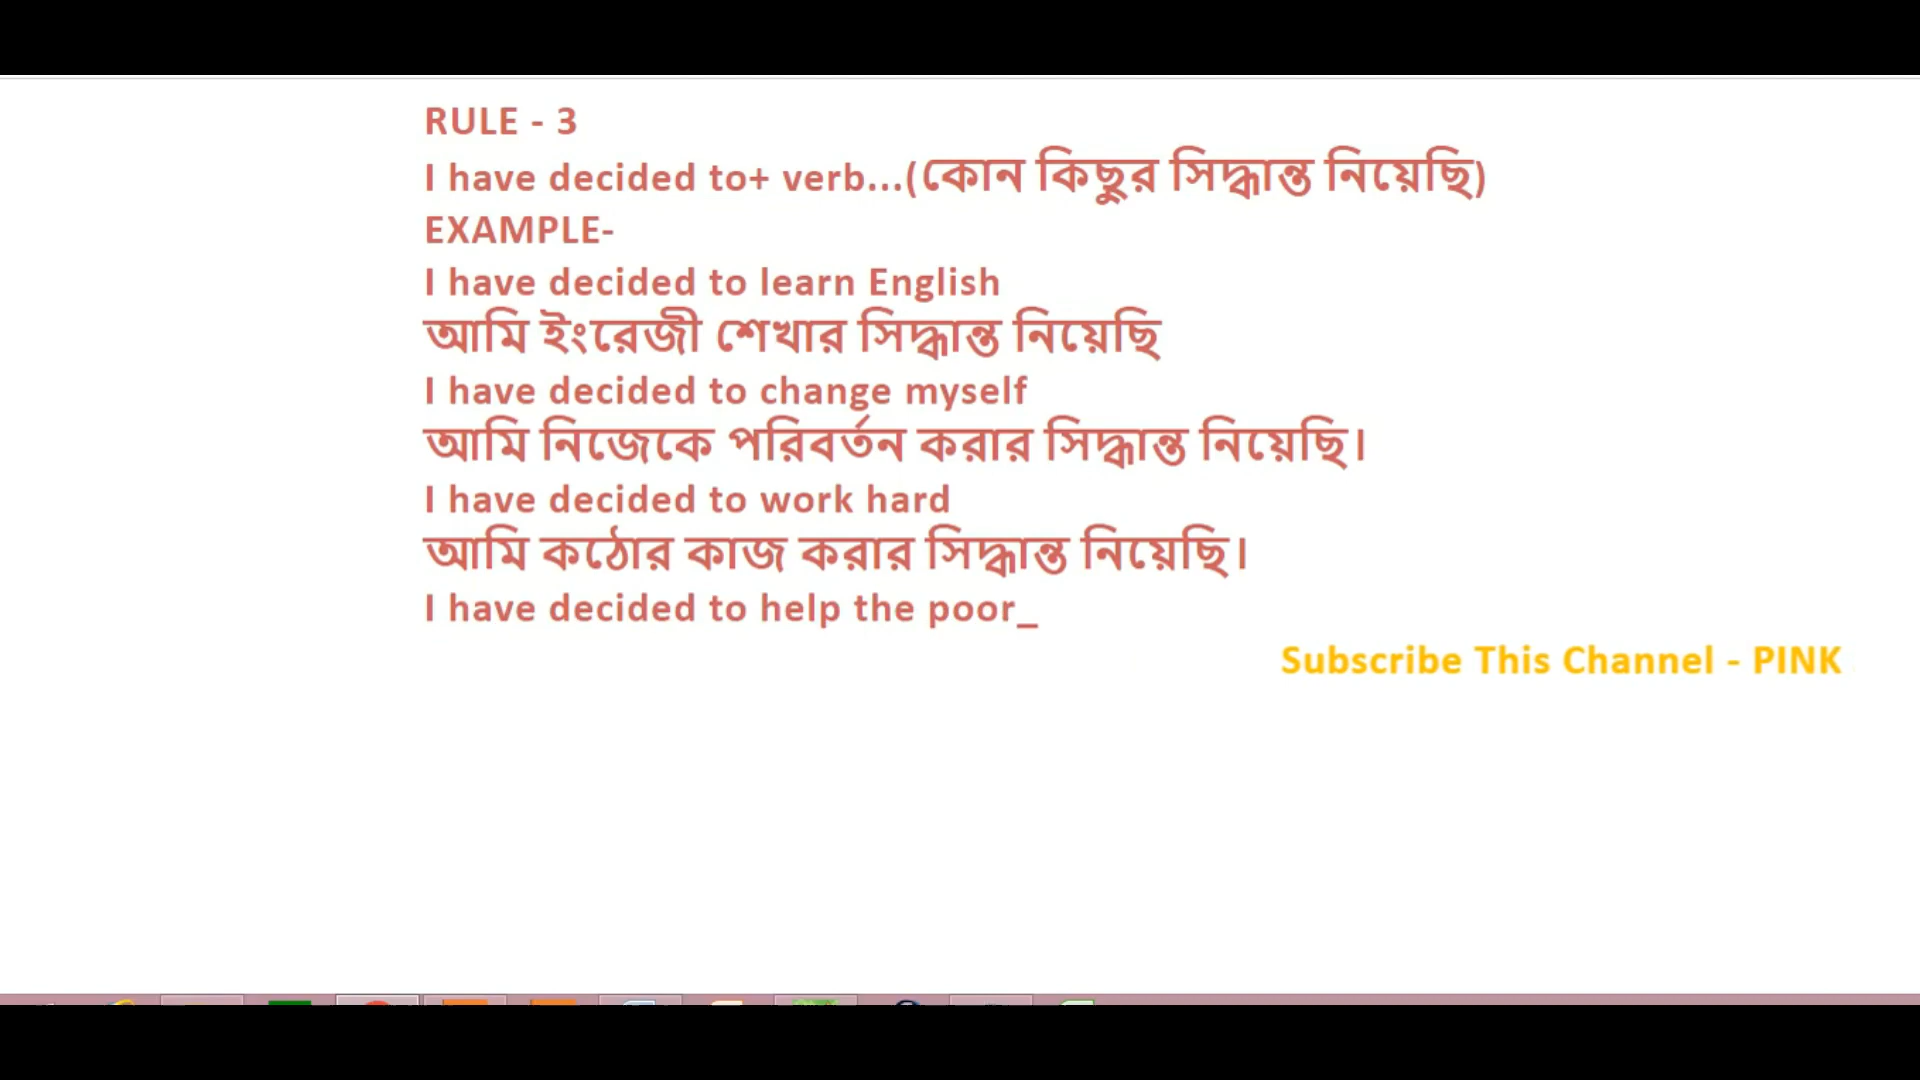 RULE - 3
I have decided to+ verb...(কোন কিছুর সিদ্ধান্ত নিয়েছি)
EXAMPLE-
I have decided to learn English
আমি ইংরেজী শেখার সিদ্ধান্ত নিয়েছি
I have decided to change myself
আমি নিজেকে পরিবর্তন করার সিদ্ধান্ত নিয়েছি।
I have decided to work hard
আমি কঠোর কাজ করার সিদ্ধান্ত নিয়েছি।
I have decided to help the poor_
Subscribe This Channel - PINK